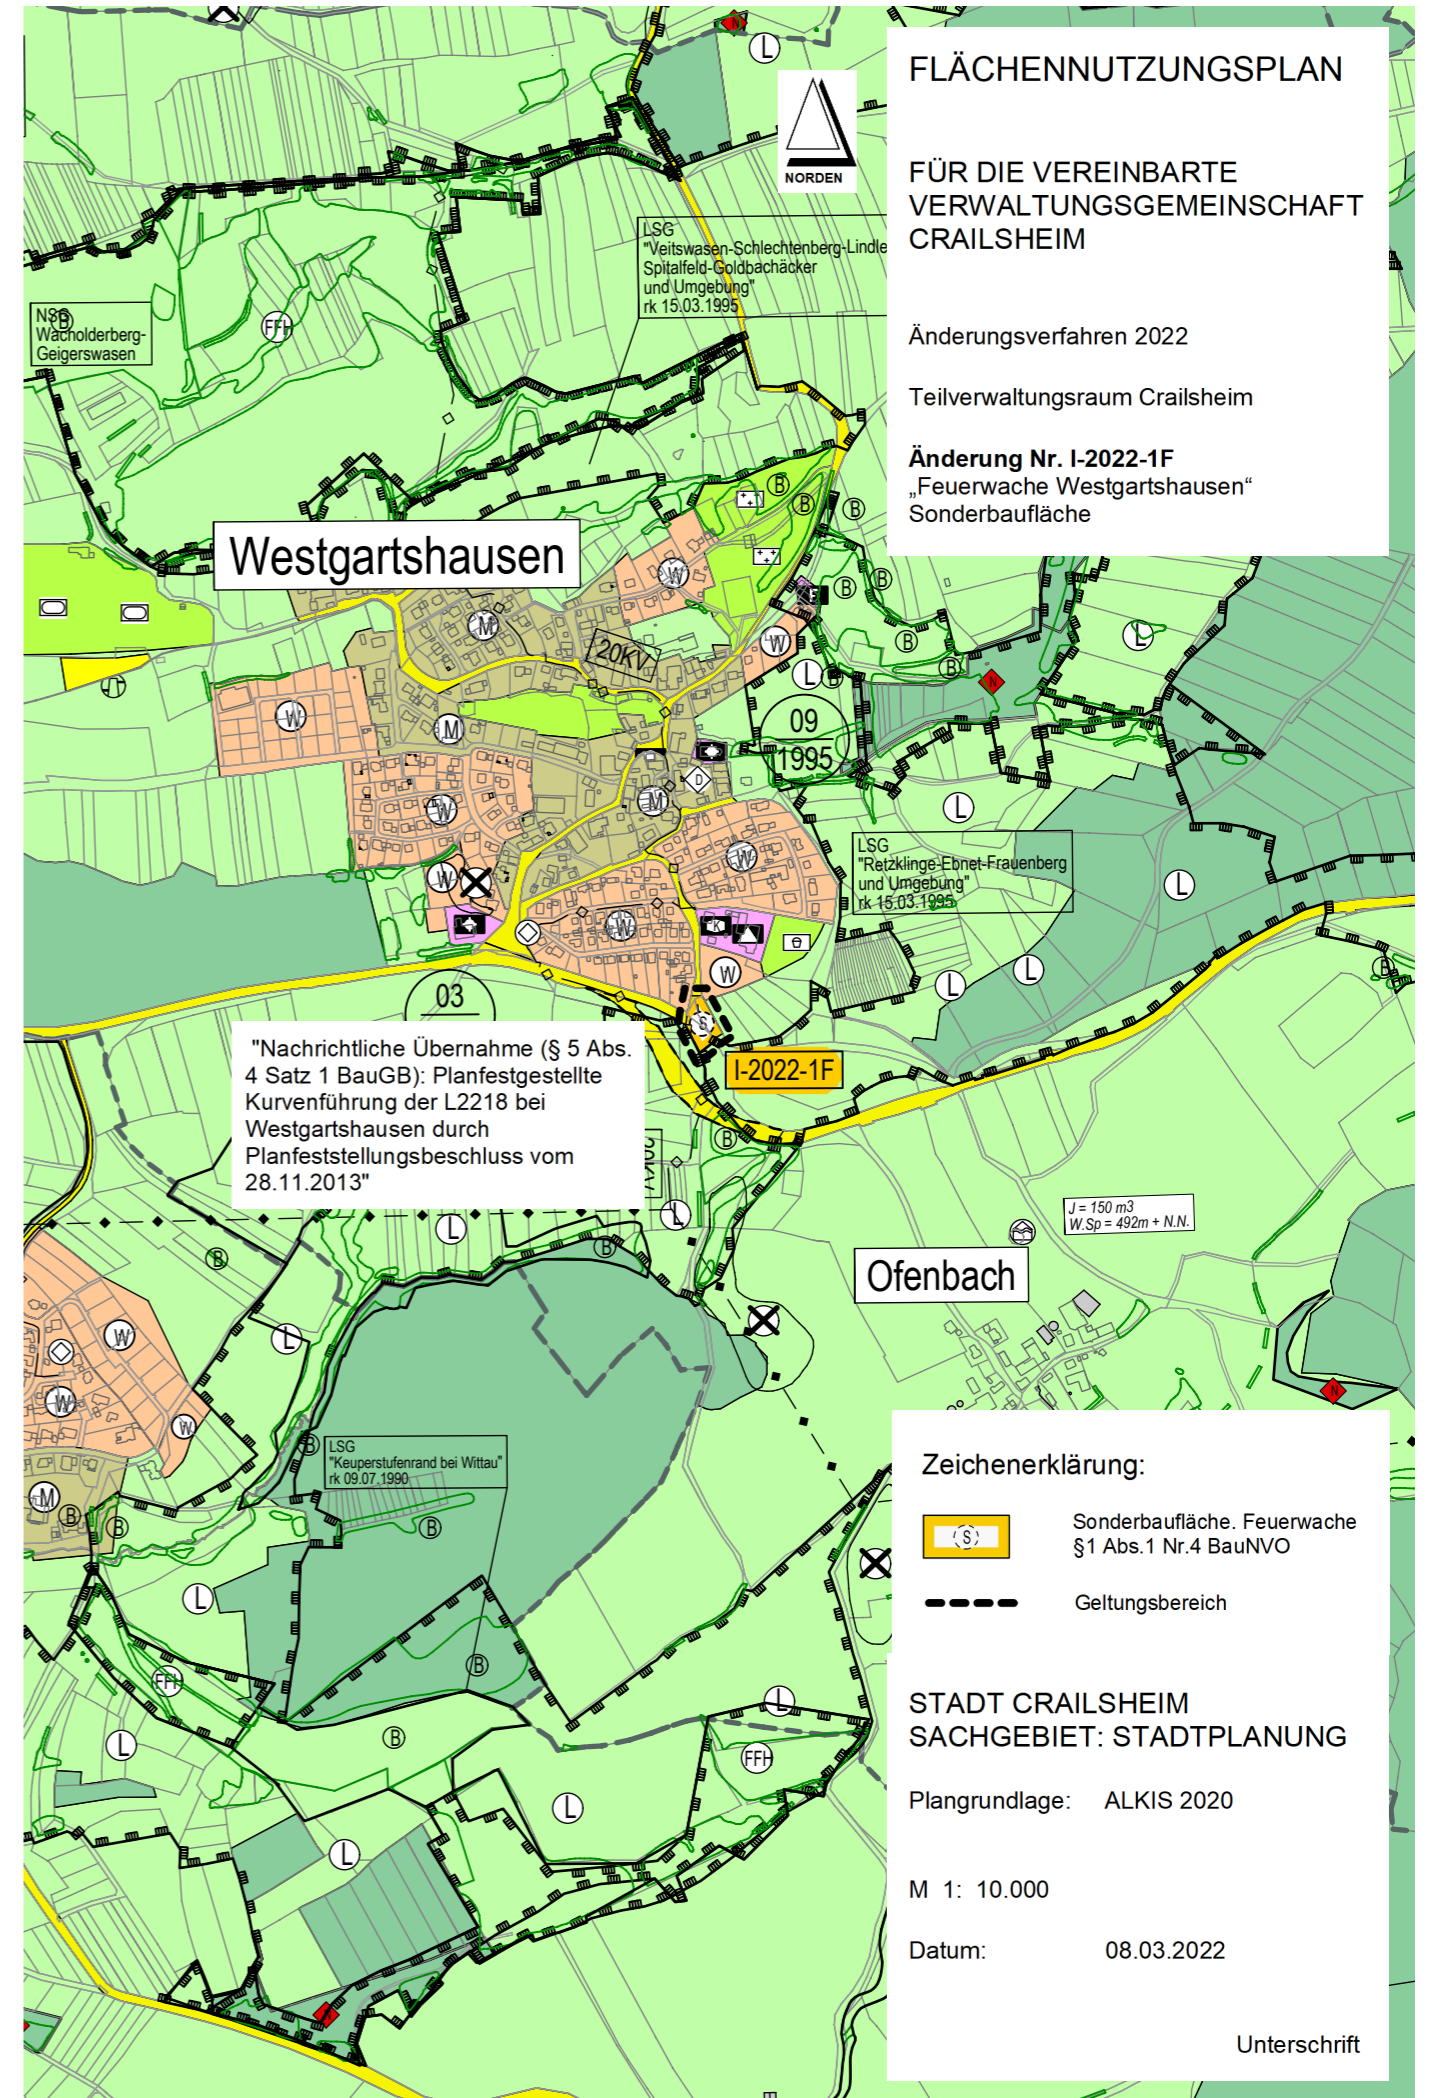 FLÄCHENNUTZUNGSPLAN
FÜR DIE VEREINBARTE
VERWALTUNGSGEMEINSCHAFT
CRAILSHEIM
Änderungsverfahren 2022
Teilverwaltungsraum Crailsheim
Änderung Nr. I-2022-1F
„Feuerwache Westgartshausen“
Sonderbaufläche
NORDEN
N
L
LSG
"Veitswasen-Schlechtenberg-Lindle
Spitalfeld-Goldbachäcker
und Umgebung"
rk 15.03.1995
NSG
Wacholderberg-
Geigerswasen
B
FFH
Westgartshausen
B
B
B
B
B
B
B
B
W
M
20KV
W
L
L
N
W
M
09
1995
D
M
W
W
W
L
LSG
"Retzklinge-Ebnet-Frauenberg
und Umgebung"
rk 15.03.1995
L
W
K
W
L
L
B
03
S
I-2022-1F
"Nachrichtliche Übernahme (§ 5 Abs.
4 Satz 1 BauGB): Planfestgestellte
Kurvenführung der L2218 bei
Westgartshausen durch
Planfeststellungsbeschluss vom
28.11.2013"
B
L
L
B
B
J = 150 m3
W.Sp = 492m + N.N.
Ofenbach
W
L
W
W
N
M
B
B
B
LSG
"Keuperstufenrand bei Wittau"
rk 09.07.1990
B
L
B
FFH
L
B
L
FFH
L
L
N
Zeichenerklärung:
S
Sonderbaufläche. Feuerwache
§1 Abs.1 Nr.4 BauNVO
Geltungsbereich
STADT CRAILSHEIM
SACHGEBIET: STADTPLANUNG
Plangrundlage: ALKIS 2020
M 1: 10.000
Datum: 08.03.2022
Unterschrift